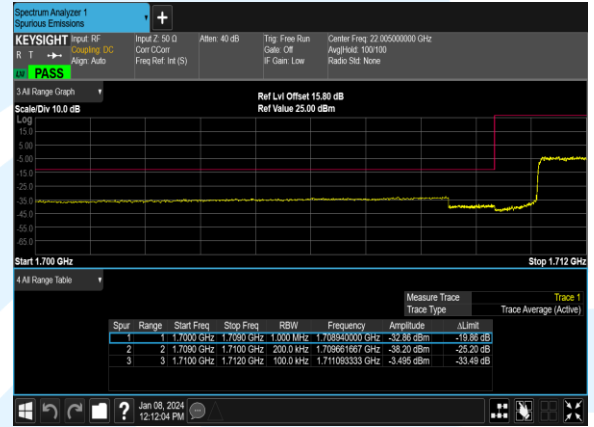 Spectrum Analyzer 1
Spurious Emissions
KEYSIGHT Input: RF Input Z: 50 Ω Atten: 40 dB Trig: Free Run Center Freq: 22.005000000 GHz
R T Coupling: DC Corr CCorr Gate: Off Avg|Hold: 100/100
Align: Auto Freq Ref: Int (S) IF Gain: Low Radio Std: None
PASS
3 All Range Graph
Ref Lvl Offset 15.80 dB
Scale/Div 10.0 dB Ref Value 25.00 dBm
Log
15.0
5.00
-5.00
-15.0
-25.0
-35.0
-45.0
-55.0
-65.0
Start 1.700 GHz Stop 1.712 GHz
4 All Range Table
Measure Trace Trace 1
Trace Type Trace Average (Active)
Spur Range Start Freq Stop Freq RBW Frequency Amplitude ΔLimit
1 1 1.7000 GHz 1.7090 GHz 1.000 MHz 1.708940000 GHz -32.86 dBm -19.86 dB
2 2 1.7090 GHz 1.7100 GHz 200.0 kHz 1.709661667 GHz -38.20 dBm -25.20 dB
3 3 1.7100 GHz 1.7120 GHz 100.0 kHz 1.711093333 GHz -3.495 dBm -33.49 dB
? Jan 08, 2024
12:12:04 PM